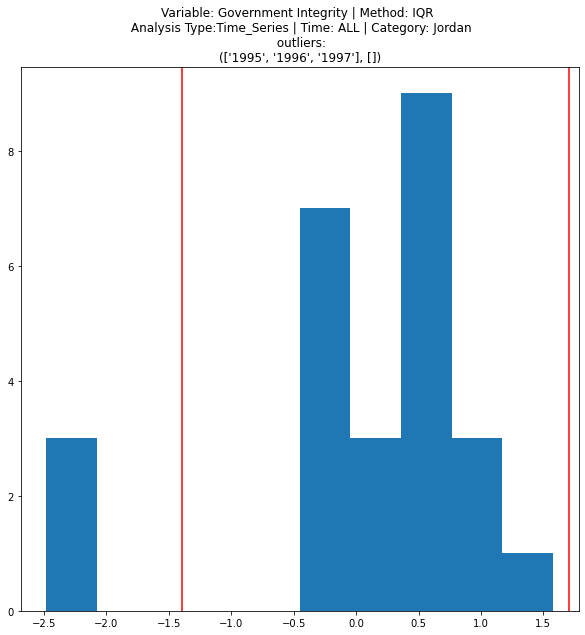 Variable: Government Integrity | Method: IQR
Analysis Type:Time_Series | Time: ALL | Category: Jordan
outliers:
(['1995', '1996', '1997'], [])
8
6
4
2
0
−2.5 −2.0 −1.5 −1.0 −0.5 0.0 0.5 1.0 1.5